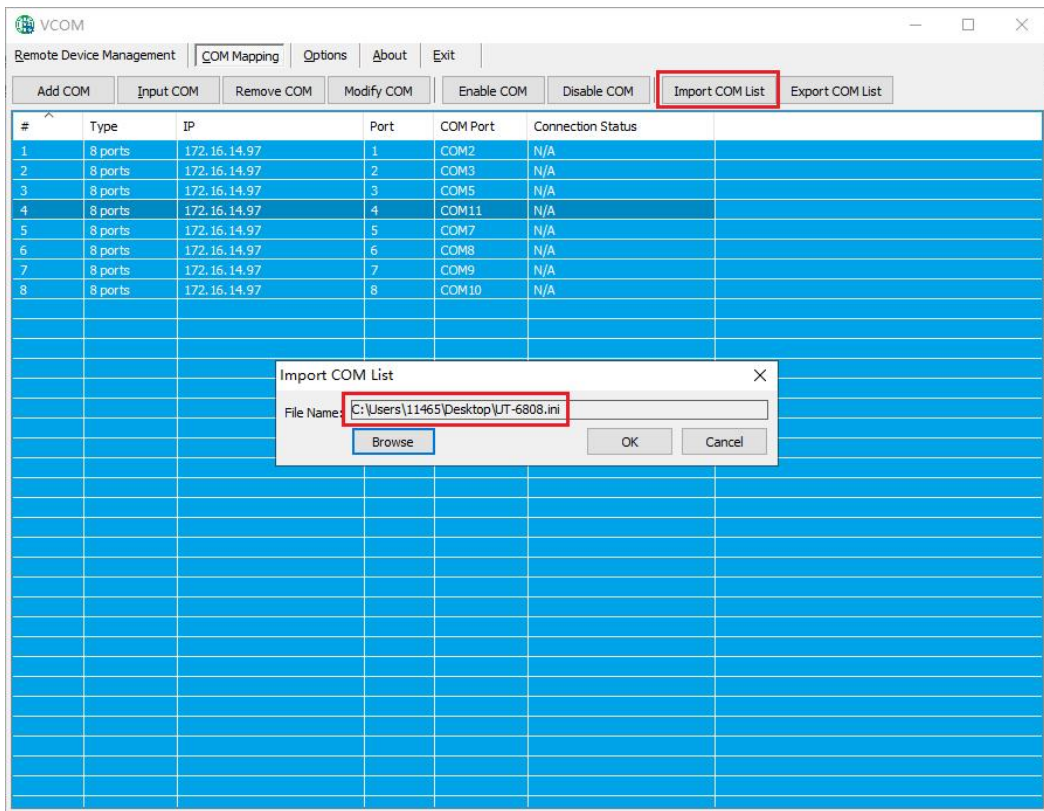 VCOM
Remote Device Management COM Mapping Options About Exit
Add COM Input COM Remove COM Modify COM Enable COM Disable COM Import COM List Export COM List
# Type IP Port COM Port Connection Status
1 8 ports 172.16.14.97 1 COM2 N/A
2 8 ports 172.16.14.97 2 COM3 N/A
3 8 ports 172.16.14.97 3 COM5 N/A
4 8 ports 172.16.14.97 4 COM11 N/A
5 8 ports 172.16.14.97 5 COM7 N/A
6 8 ports 172.16.14.97 6 COM8 N/A
7 8 ports 172.16.14.97 7 COM9 N/A
8 8 ports 172.16.14.97 8 COM10 N/A
Import COM List
File Name: C:\Users\11465\Desktop\UT-6808.ini
Browse OK Cancel